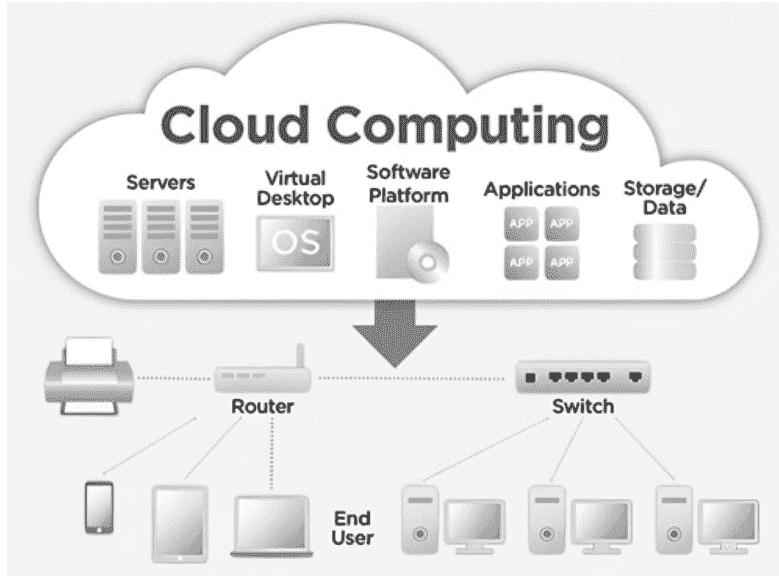 Cloud Computing
Servers
Virtual
Desktop
Software
Platform
Applications
Storage/
Data
OS
APP APP
APP APP
Router
Switch
End
User